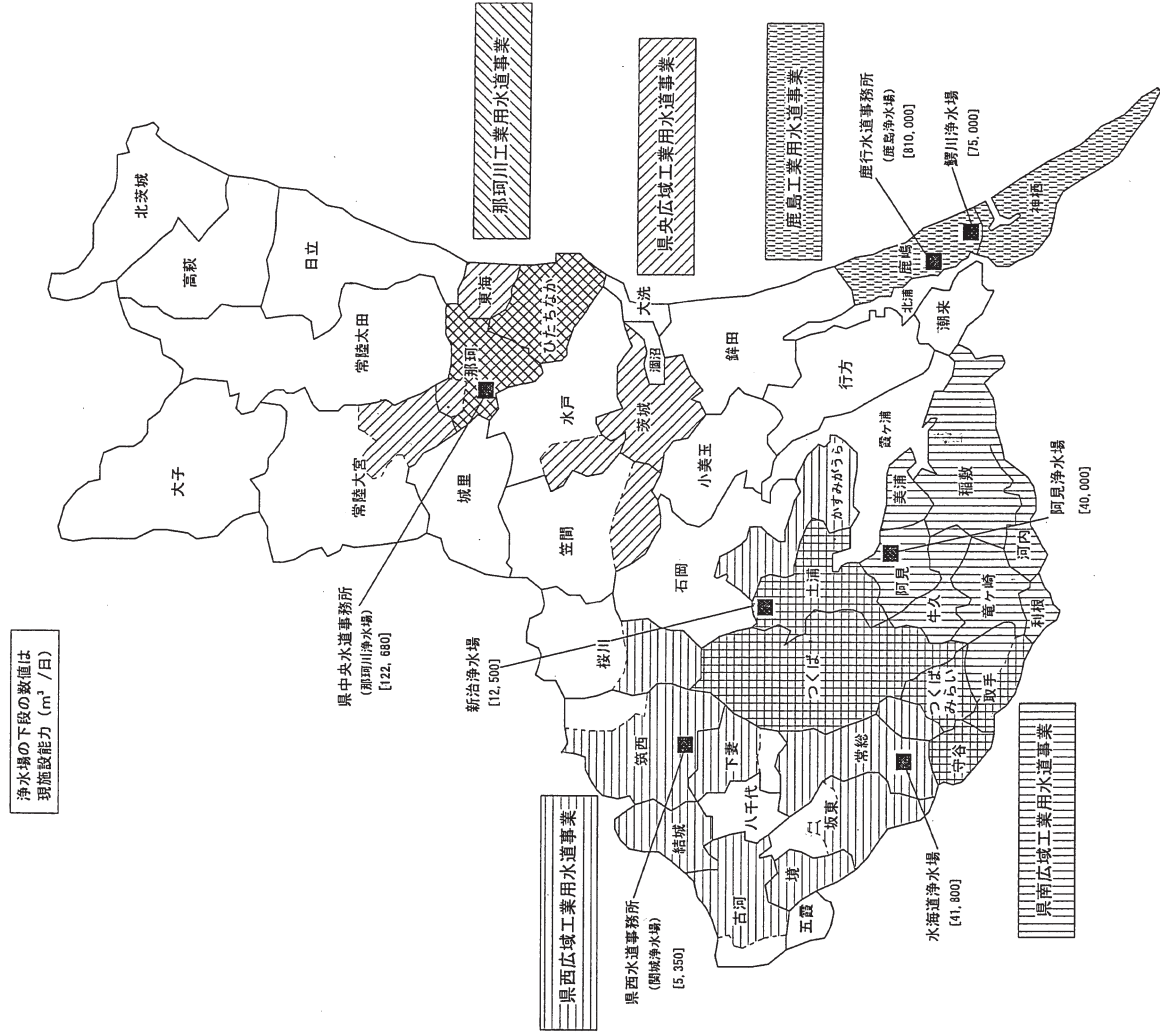 浄水場の下段の数値は
現施設能力（m³ /日）
北茨城
高萩
日立
大子
常陸太田
常陸大宮
那珂
東海
ひたちなか
城里
水戸
大洗
涸沼
茨城
笠間
小美玉
鉾田
行方
北浦
鹿嶋
潮来
神栖
霞ヶ浦
石岡
かすみがうら
土浦
美浦
稲敷
阿見
牛久
竜ヶ崎
河内
利根
取手
つくば
つくば
みらい
守谷
常総
桜川
筑西
下妻
八千代
結城
坂東
境
古河
五霞
那珂川工業用水道事業
県央広域工業用水道事業
鹿島工業用水道事業
県西広域工業用水道事業
県南広域工業用水道事業
県中央水道事務所
（那珂川浄水場）
[122, 680]
新治浄水場
[12, 500]
県西水道事務所
（関城浄水場）
[5, 350]
水海道浄水場
[41, 800]
阿見浄水場
[40, 000]
鹿行水道事務所
（鹿島浄水場）
[810, 000]
鰐川浄水場
[75, 000]